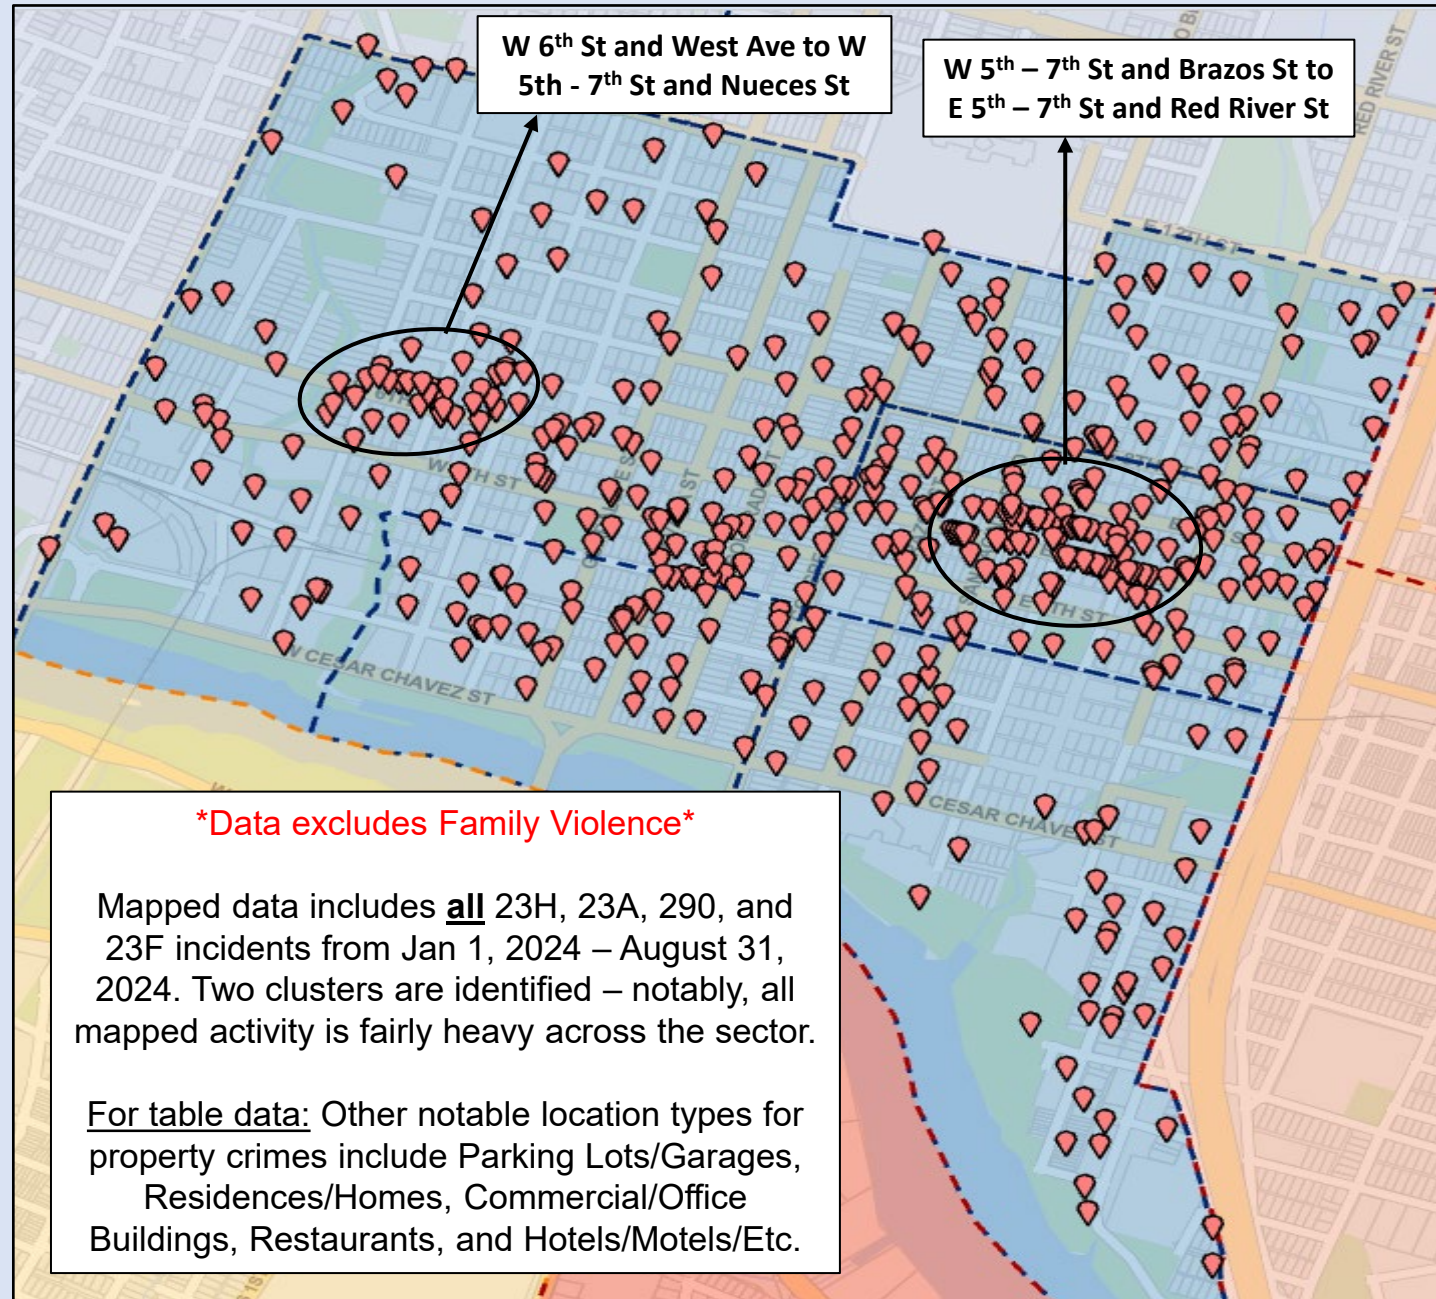 W 6th St and West Ave to W
5th - 7th St and Nueces St
W 5th – 7th St and Brazos St to
E 5th – 7th St and Red River St
RED RIVER ST
E 12TH ST
W CESAR CHAVEZ ST
CESAR CHAVEZ ST
*Data excludes Family Violence*
Mapped data includes all 23H, 23A, 290, and
23F incidents from Jan 1, 2024 – August 31,
2024. Two clusters are identified – notably, all
mapped activity is fairly heavy across the sector.
For table data: Other notable location types for
property crimes include Parking Lots/Garages,
Residences/Homes, Commercial/Office
Buildings, Restaurants, and Hotels/Motels/Etc.